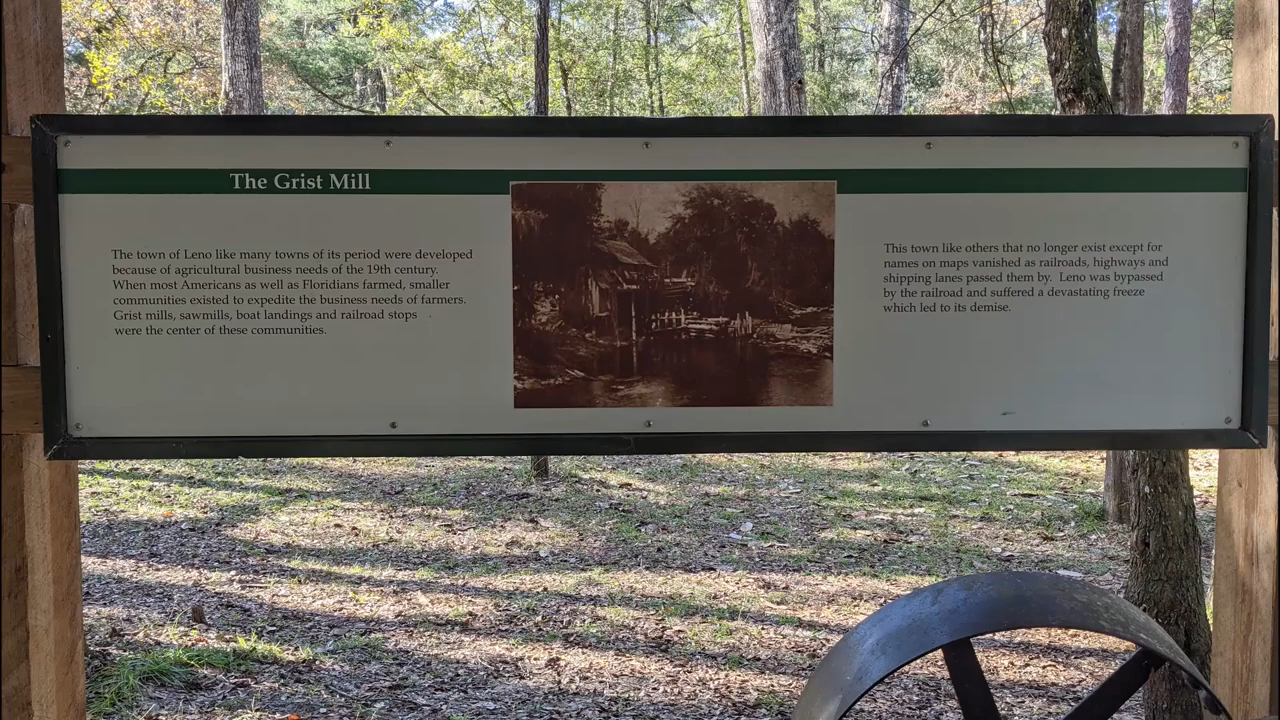 The Grist Mill
The town of Leno like many towns of its period were developed
because of agricultural business needs of the 19th century.
When most Americans as well as Floridians farmed, smaller
communities existed to expedite the business needs of farmers.
Grist mills, sawmills, boat landings and railroad stops
were the center of these communities.
This town like others that no longer exist except for
names on maps vanished as railroads, highways and
shipping lanes passed them by. Leno was bypassed
by the railroad and suffered a devastating freeze
which led to its demise.